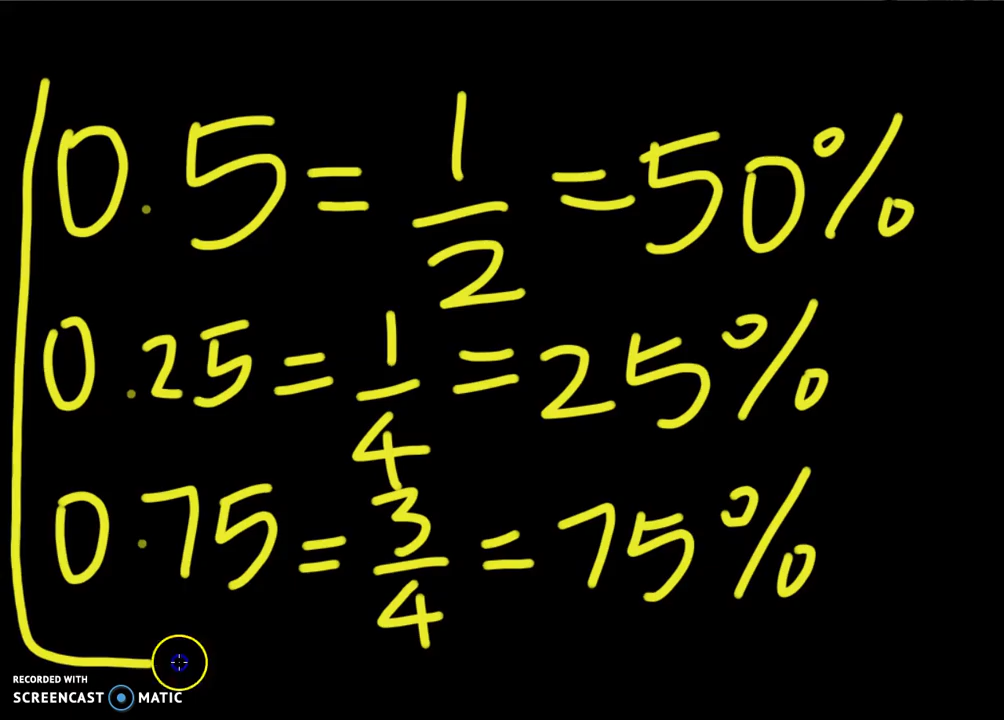 0.5 = 1/2 = 50%
0.25 = 1/4 = 25%
0.75 = 3/4 = 75%
RECORDED WITH
SCREENCAST MATIC